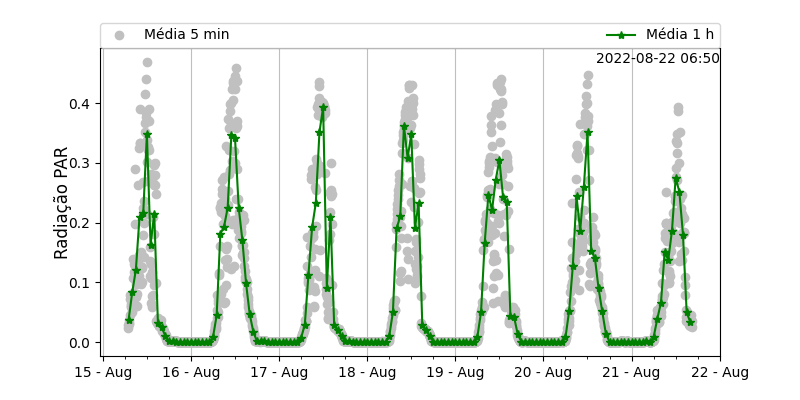 Média 5 min
Média 1 h
2022-08-22 06:50
Radiação PAR
0.4
0.3
0.2
0.1
0.0
15 - Aug
16 - Aug
17 - Aug
18 - Aug
19 - Aug
20 - Aug
21 - Aug
22 - Aug